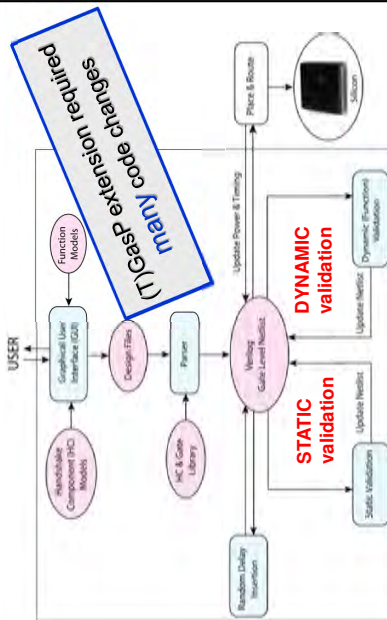 (T)GasP extension required
many code changes
USER
Function
Models
Graphical User
Interface (GUI)
Handshake
Component (HC)
Models
Design Files
Parser
HC & Gate
Library
Place & Route
Silicon
Update Power & Timing
Verilog
Gate Level Netlist
Random Delay
Insertion
STATIC
validation
DYNAMIC
validation
Update Netlist
Update Netlist
Static Validation
Dynamic (Function)
Validation